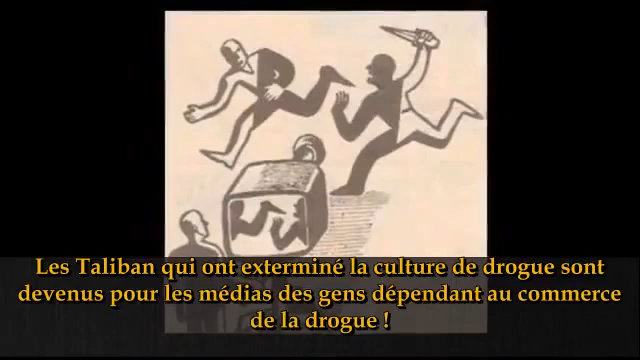 Les Taliban qui ont exterminé la culture de drogue sont
devenus pour les médias des gens dépendant au commerce
de la drogue !